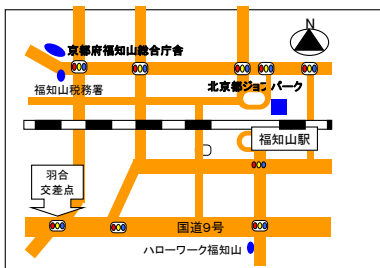 N
京都府福知山総合庁舎
福知山税務署
北京都ジョブパーク
福知山駅
羽合
交差点
国道9号
ハローワーク福知山